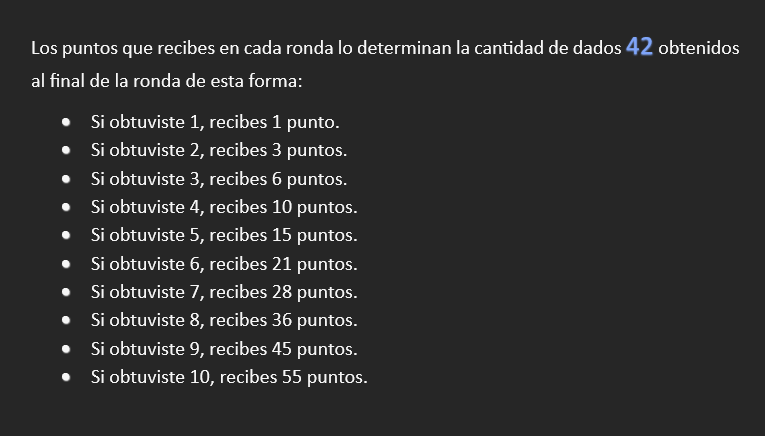 Los puntos que recibes en cada ronda lo determinan la cantidad de dados 42 obtenidos
al final de la ronda de esta forma:
• Si obtuviste 1, recibes 1 punto.
• Si obtuviste 2, recibes 3 puntos.
• Si obtuviste 3, recibes 6 puntos.
• Si obtuviste 4, recibes 10 puntos.
• Si obtuviste 5, recibes 15 puntos.
• Si obtuviste 6, recibes 21 puntos.
• Si obtuviste 7, recibes 28 puntos.
• Si obtuviste 8, recibes 36 puntos.
• Si obtuviste 9, recibes 45 puntos.
• Si obtuviste 10, recibes 55 puntos.